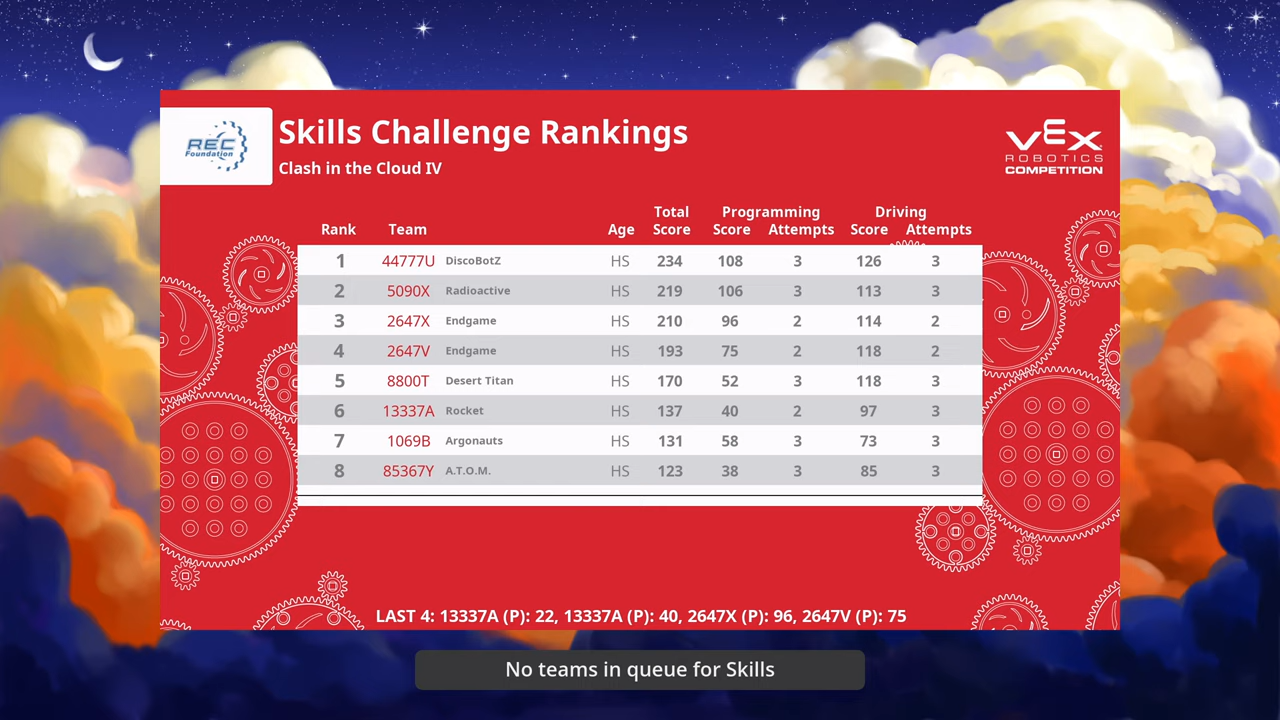 REC
Foundation
Skills Challenge Rankings
Clash in the Cloud IV
VEX
ROBOTICS
COMPETITION
Total Programming Driving
Rank Team Age Score Score Attempts Score Attempts
1 44777U DiscoBotZ HS 234 108 3 126 3
2 5090X Radioactive HS 219 106 3 113 3
3 2647X Endgame HS 210 96 2 114 2
4 2647V Endgame HS 193 75 2 118 2
5 8800T Desert Titan HS 170 52 3 118 3
6 13337A Rocket HS 137 40 2 97 3
7 1069B Argonauts HS 131 58 3 73 3
8 85367Y A.T.O.M. HS 123 38 3 85 3
LAST 4: 13337A (P): 22, 13337A (P): 40, 2647X (P): 96, 2647V (P): 75
No teams in queue for Skills